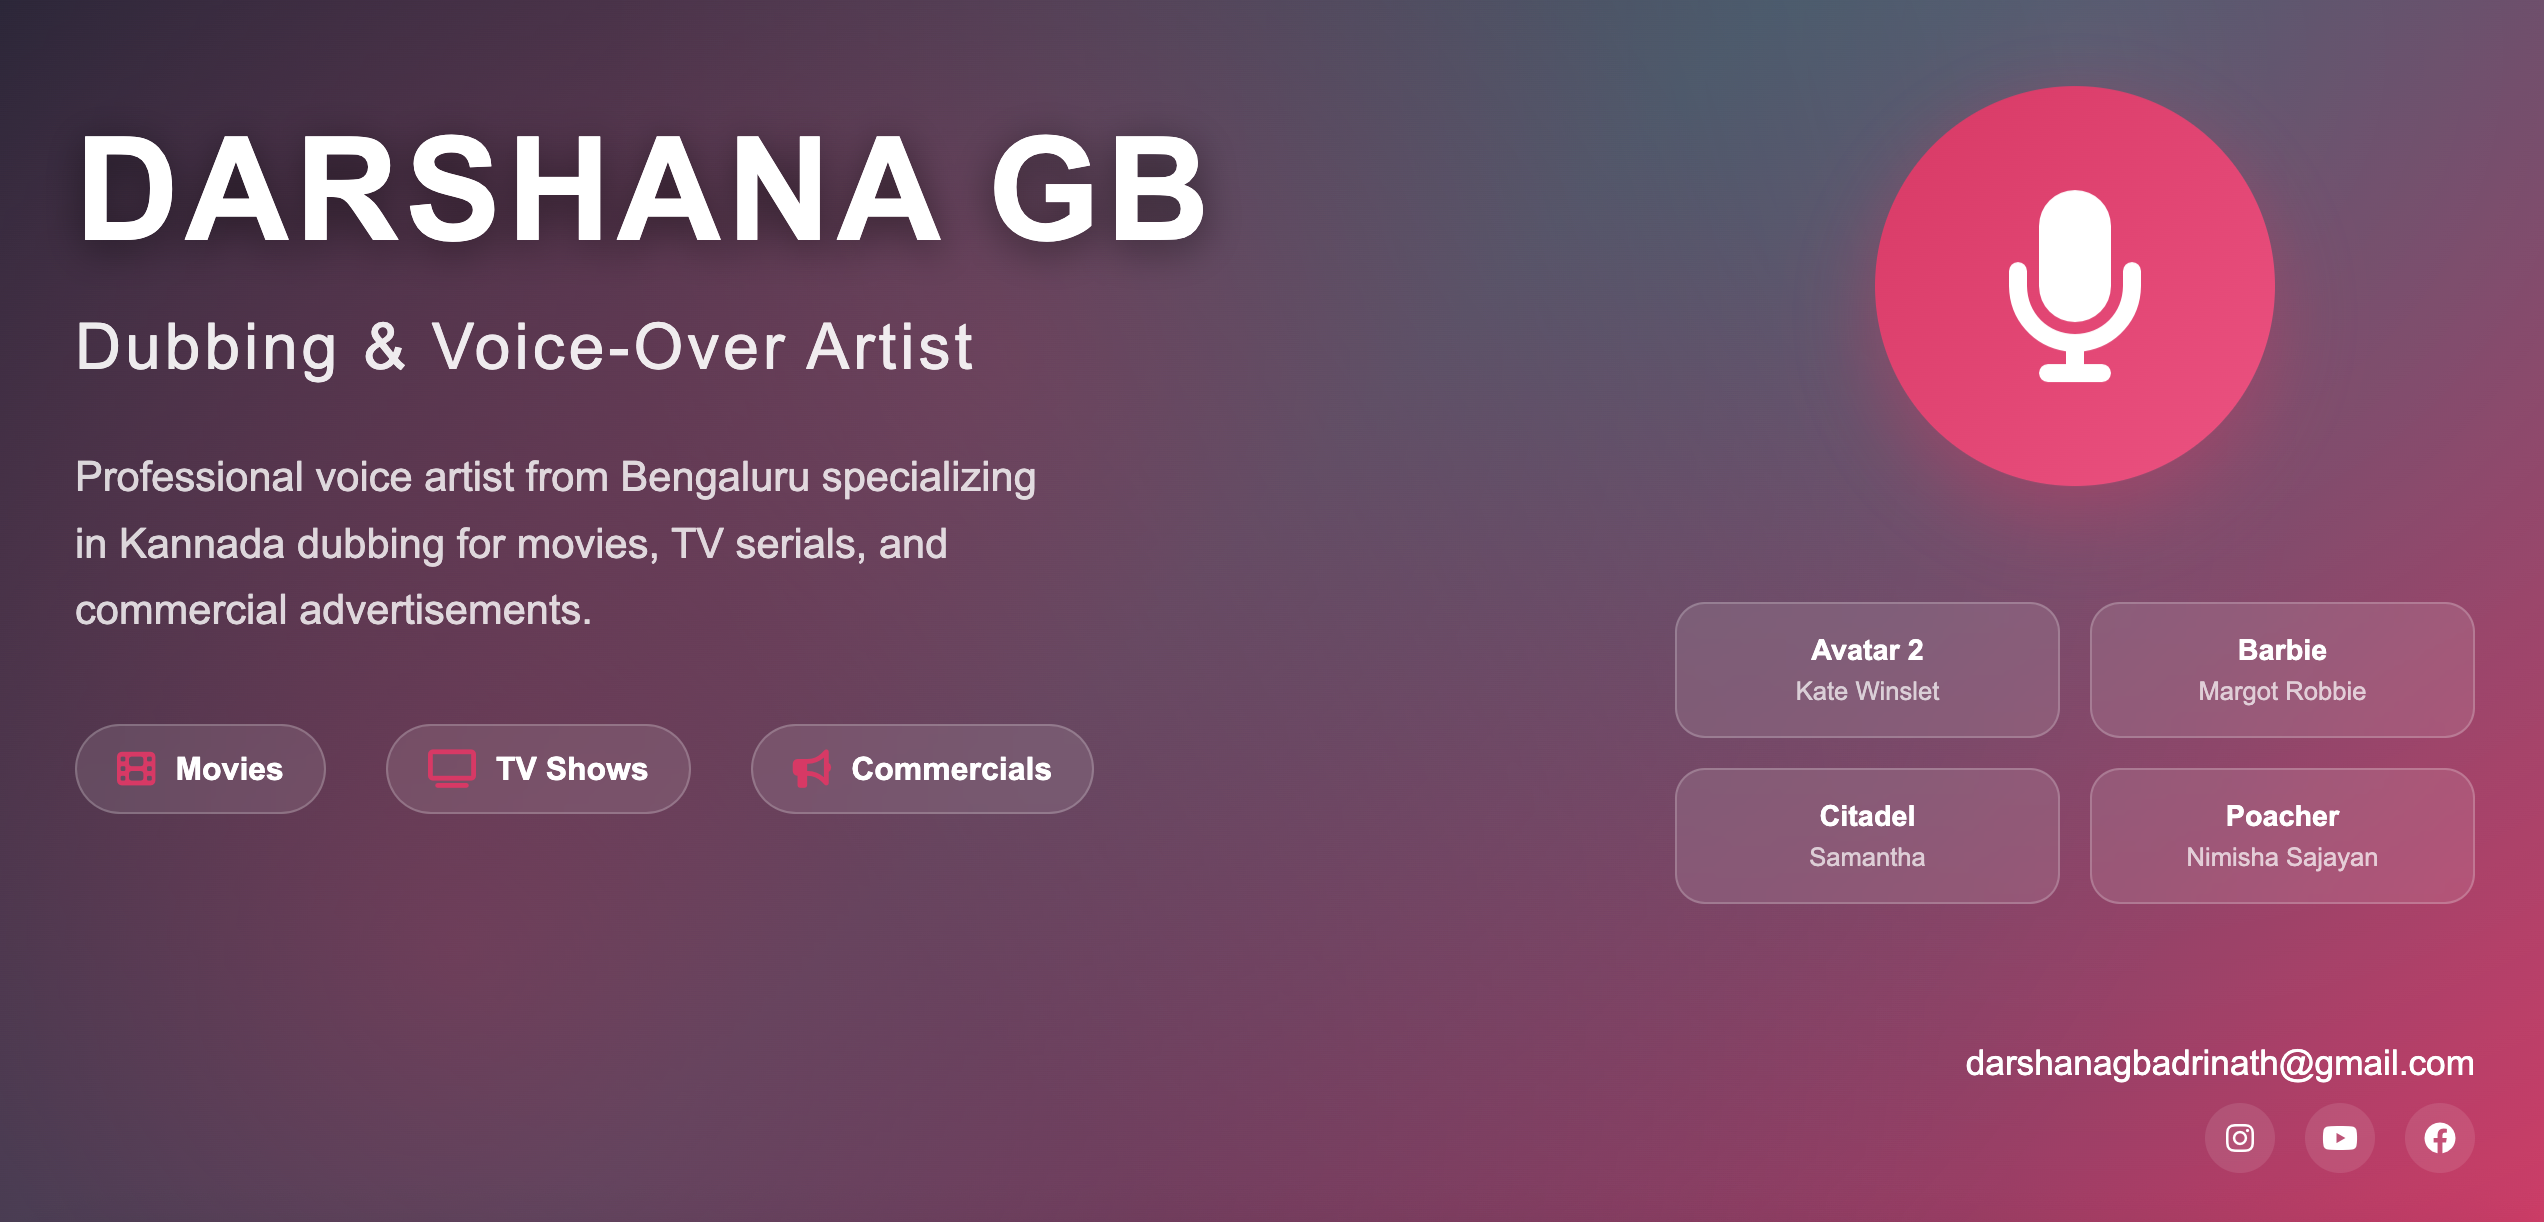 DARSHANA GB
Dubbing & Voice-Over Artist
Professional voice artist from Bengaluru specializing
in Kannada dubbing for movies, TV serials, and
commercial advertisements.
Movies
TV Shows
Commercials
Avatar 2
Kate Winslet
Barbie
Margot Robbie
Citadel
Samantha
Poacher
Nimisha Sajayan
darshanagbadrinath@gmail.com